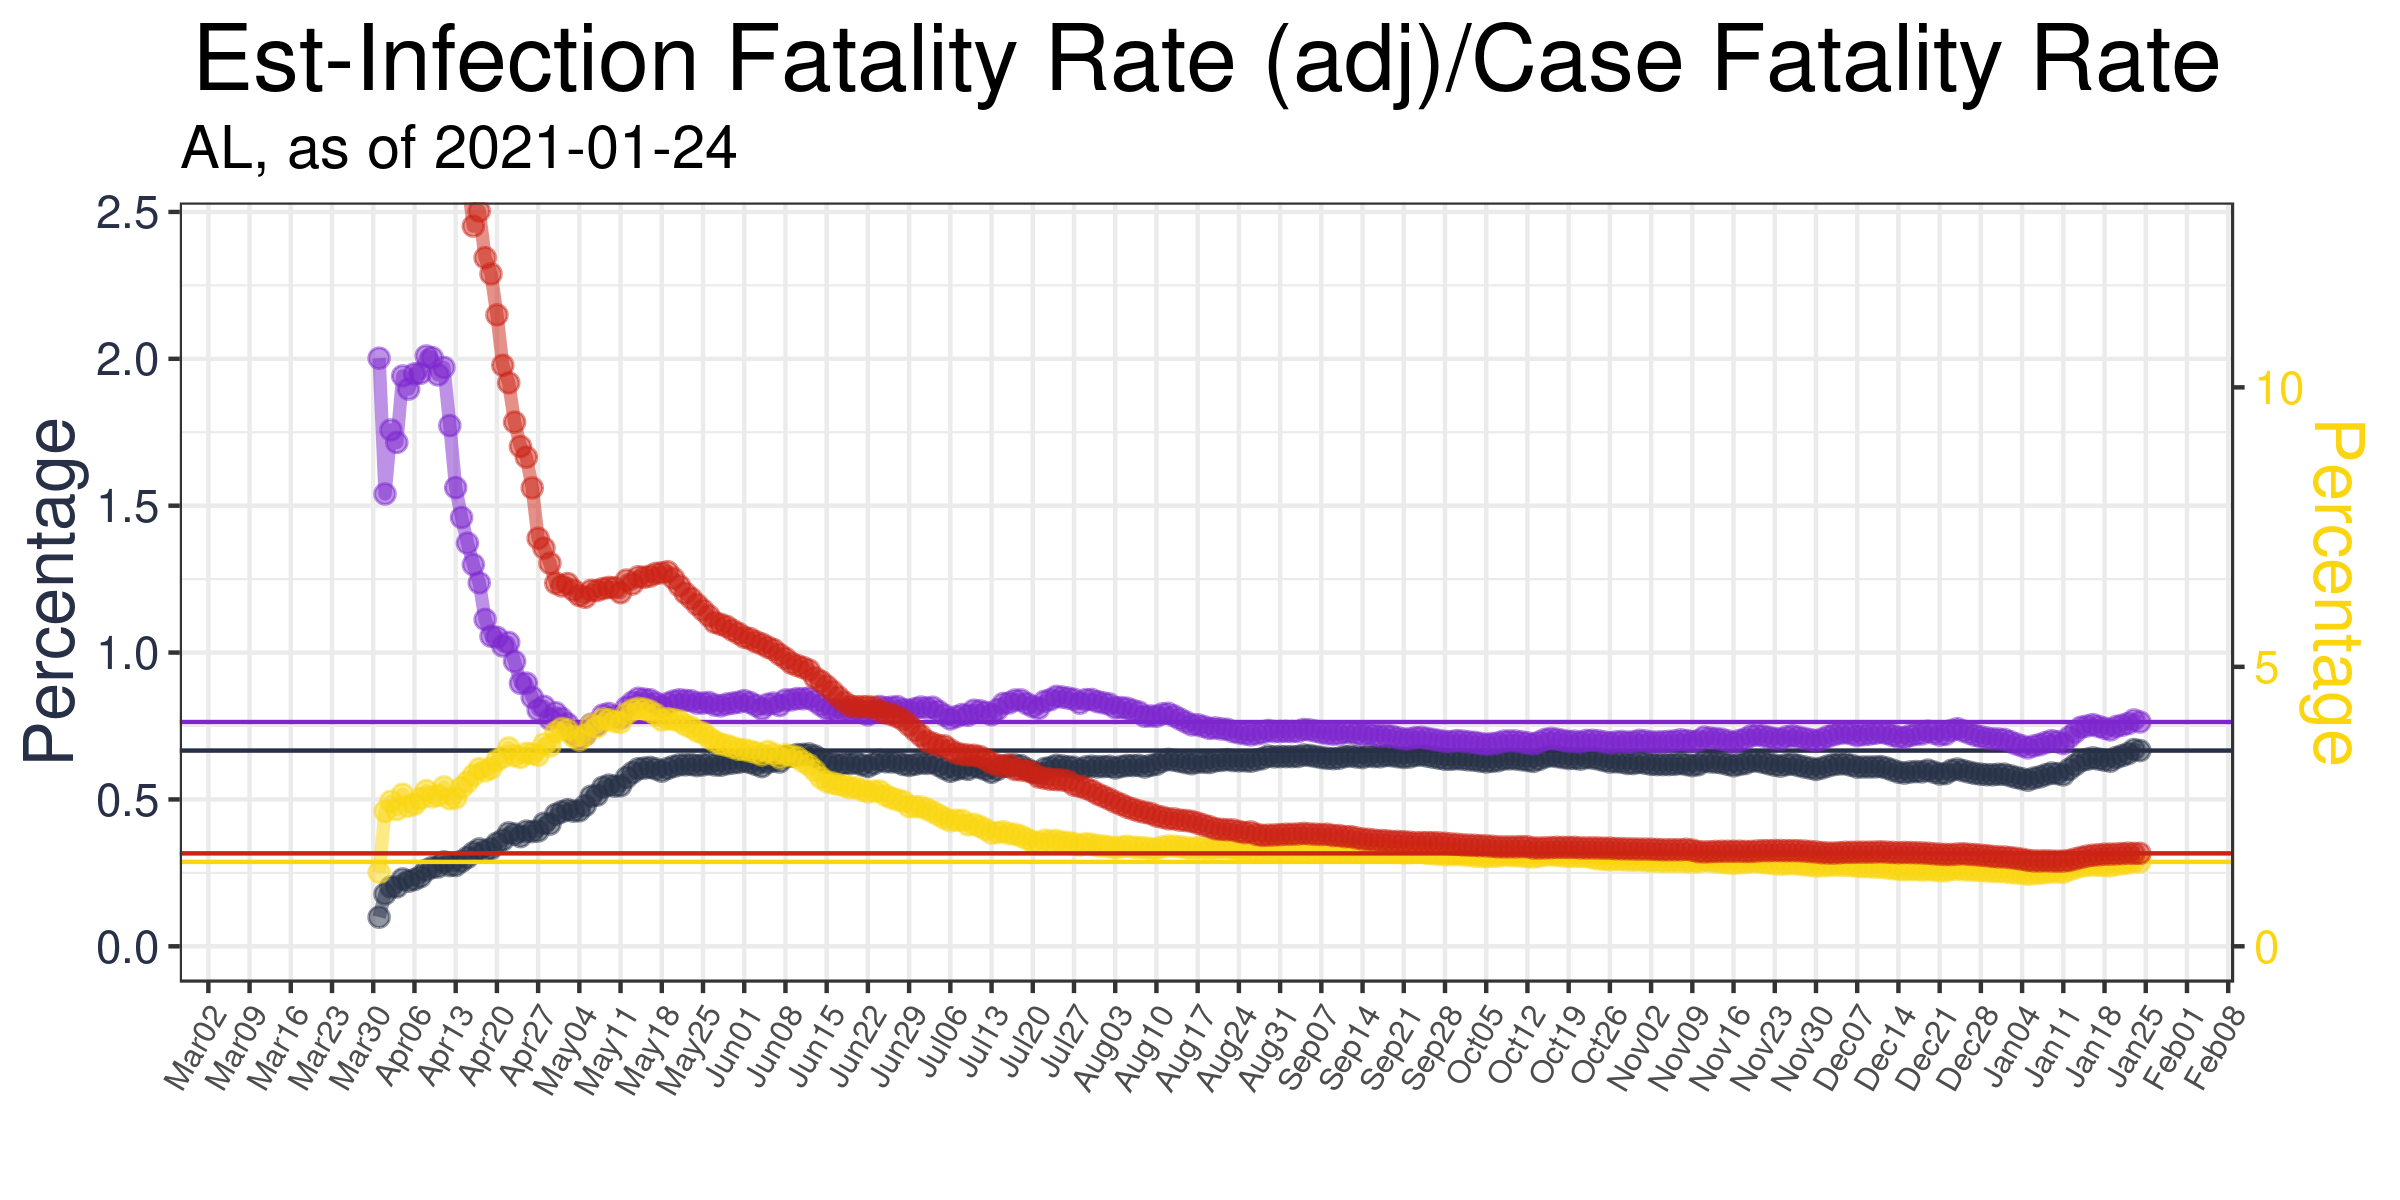 Est-Infection Fatality Rate (adj)/Case Fatality Rate
AL, as of 2021-01-24
Percentage
2.5
2.0
1.5
1.0
0.5
0.0
10
5
0
Percentage
Mar02
Mar09
Mar16
Mar23
Mar30
Apr06
Apr13
Apr20
Apr27
May04
May11
May18
May25
Jun01
Jun08
Jun15
Jun22
Jun29
Jul06
Jul13
Jul20
Jul27
Aug03
Aug10
Aug17
Aug24
Aug31
Sep07
Sep14
Sep21
Sep28
Oct05
Oct12
Oct19
Oct26
Nov02
Nov09
Nov16
Nov23
Nov30
Dec07
Dec14
Dec21
Dec28
Jan04
Jan11
Jan18
Jan25
Feb01
Feb08